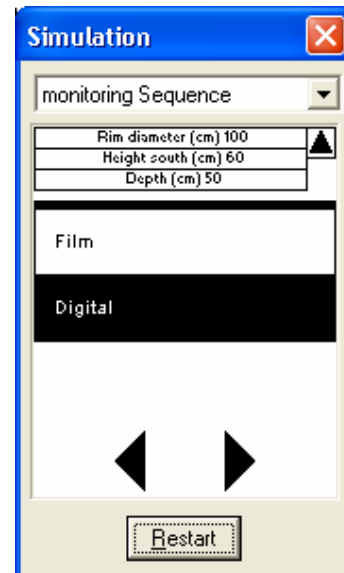 Simulation
monitoring Sequence
Rim diameter (cm) 100
Height south (cm) 60
Depth (cm) 50
Film
Digital
Restart